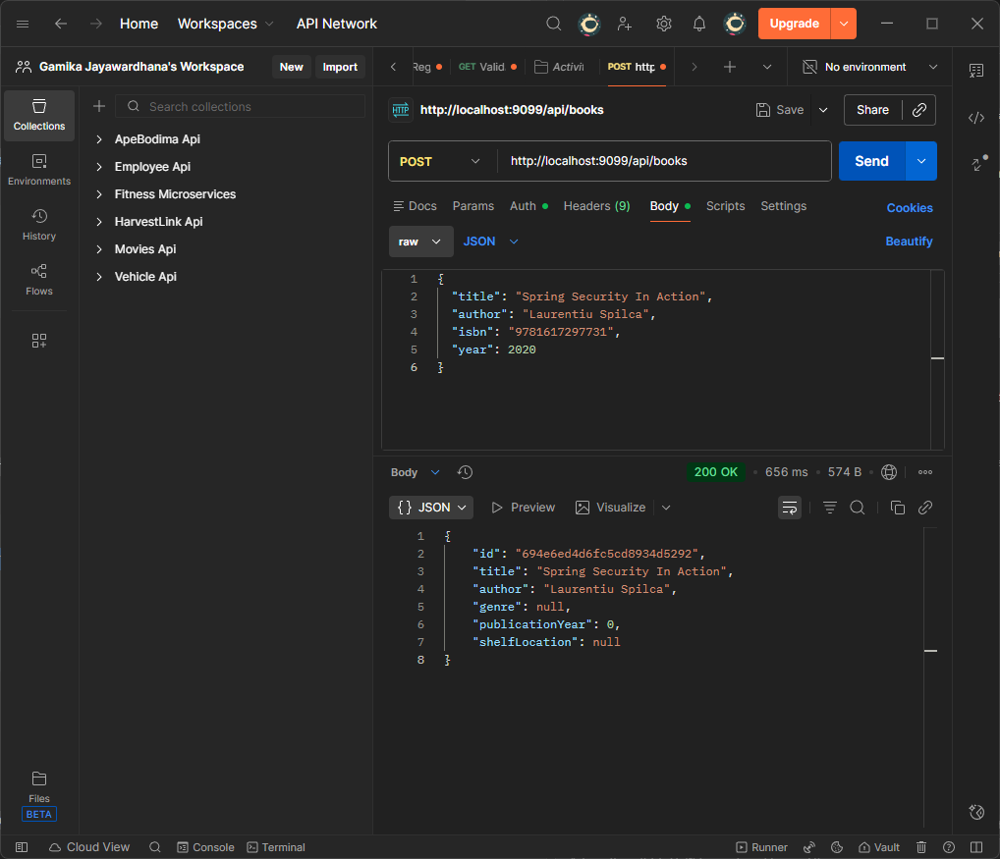 Home Workspaces API Network Upgrade
Gamika Jayawardhana's Workspace New Import Reg GET Valid. Activit POST http No environment
Collections
Environments
History
Flows
Files
BETA
Search collections
ApeBodima Api
Employee Api
Fitness Microservices
HarvestLink Api
Movies Api
Vehicle Api
HTTP http://localhost:9099/api/books Save Share
POST http://localhost:9099/api/books Send
Docs Params Auth Headers (9) Body Scripts Settings Cookies
raw JSON Beautify
1 {
2 "title": "Spring Security In Action",
3 "author": "Laurentiu Spilca",
4 "isbn": "9781617297731",
5 "year": 2020
6 }
Body 200 OK 656 ms 574 B
{} JSON Preview Visualize
1 {
2 "id": "694e6ed4d6fc5cd8934d5292",
3 "title": "Spring Security In Action",
4 "author": "Laurentiu Spilca",
5 "genre": null,
6 "publicationYear": 0,
7 "shelfLocation": null
8 }
Cloud View Console Terminal Runner Vault